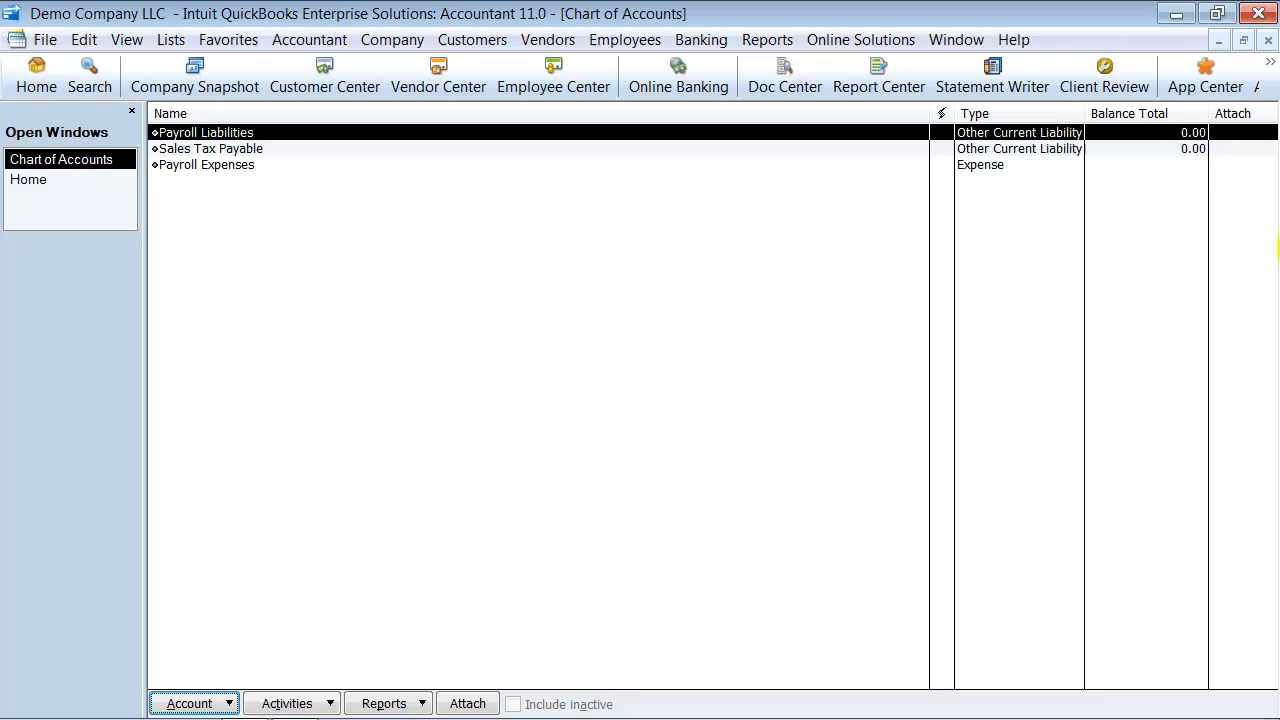 Demo Company LLC - Intuit QuickBooks Enterprise Solutions: Accountant 11.0 - [Chart of Accounts]
File Edit View Lists Favorites Accountant Company Customers Vendors Employees Banking Reports Online Solutions Window Help
Home Search Company Snapshot Customer Center Vendor Center Employee Center Online Banking Doc Center Report Center Statement Writer Client Review App Center
Open Windows
Chart of Accounts
Home
Name Type Balance Total Attach
Payroll Liabilities Other Current Liability 0.00
Sales Tax Payable Other Current Liability 0.00
Payroll Expenses Expense
Account Activities Reports Attach Include inactive